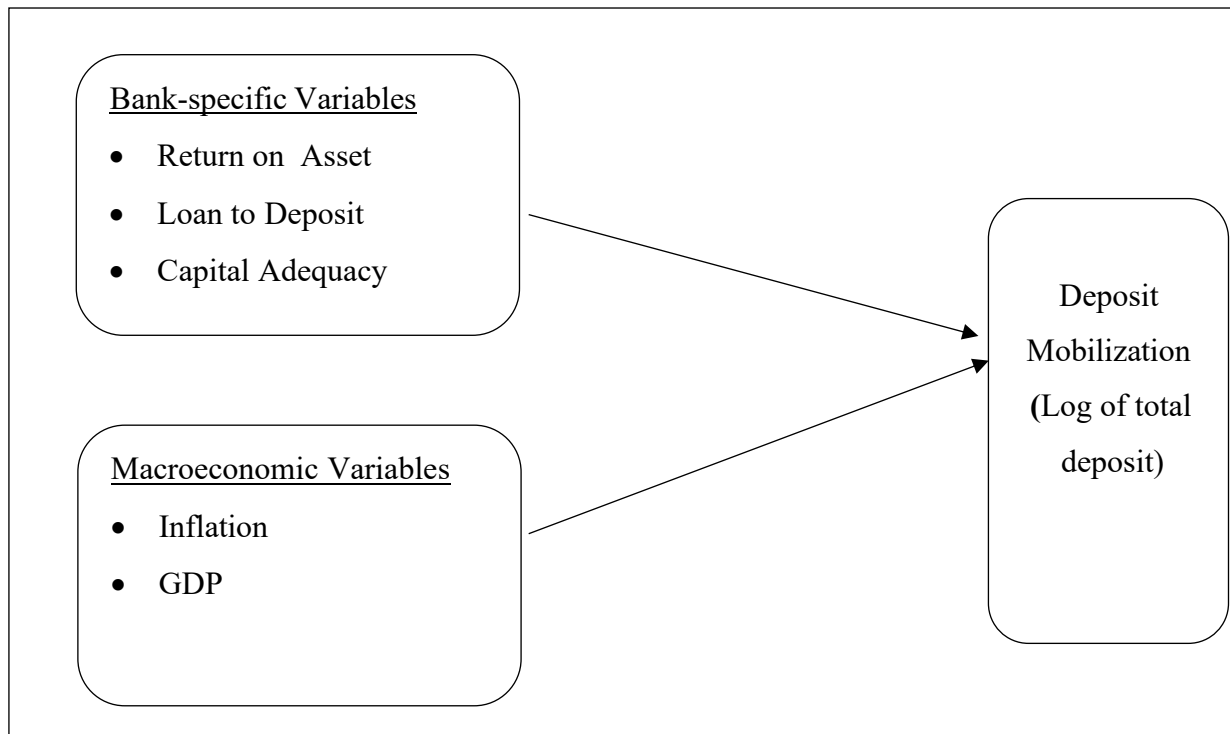 Bank-specific Variables
• Return on  Asset
• Loan to Deposit
• Capital Adequacy
Macroeconomic Variables
• Inflation
• GDP
Deposit
Mobilization
(Log of total
deposit)